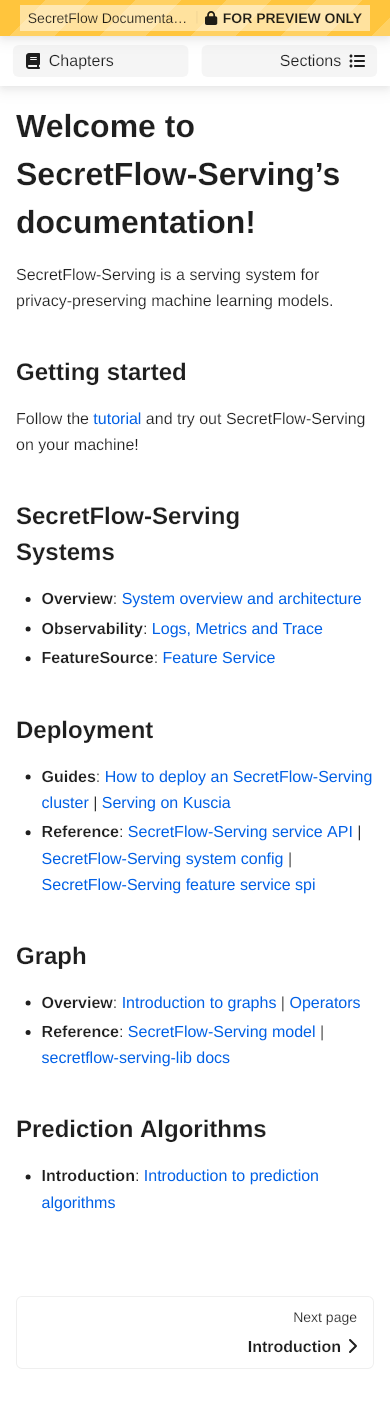 SecretFlow Documenta… FOR PREVIEW ONLY
Chapters Sections
Welcome to
SecretFlow-Serving’s
documentation!
SecretFlow-Serving is a serving system for
privacy-preserving machine learning models.
Getting started
Follow the tutorial and try out SecretFlow-Serving
on your machine!
SecretFlow-Serving
Systems
• Overview: System overview and architecture
• Observability: Logs, Metrics and Trace
• FeatureSource: Feature Service
Deployment
• Guides: How to deploy an SecretFlow-Serving
cluster | Serving on Kuscia
• Reference: SecretFlow-Serving service API |
SecretFlow-Serving system config |
SecretFlow-Serving feature service spi
Graph
• Overview: Introduction to graphs | Operators
• Reference: SecretFlow-Serving model |
secretflow-serving-lib docs
Prediction Algorithms
• Introduction: Introduction to prediction
algorithms
Next page
Introduction